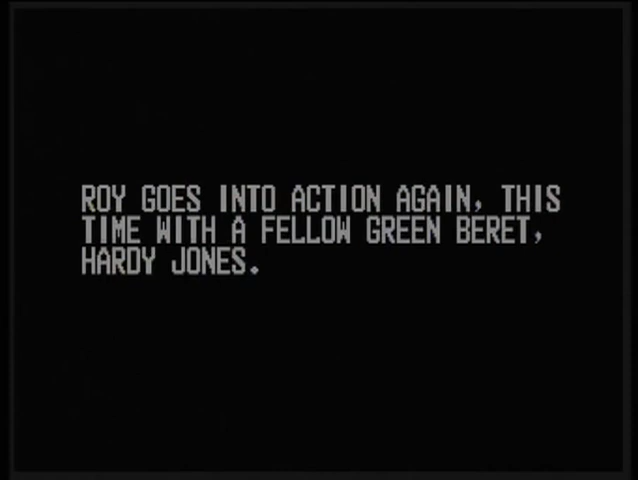 ROY GOES INTO ACTION AGAIN, THIS
TIME WITH A FELLOW GREEN BERET,
HARDY JONES.